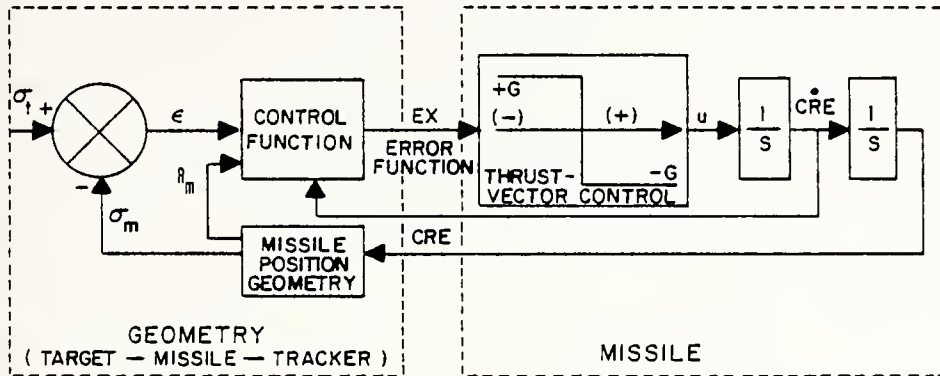 σt +
-
σm
ε
Rm
CONTROL
FUNCTION
EX
ERROR
FUNCTION
+G
(-)
(+)
-G
THRUST-
VECTOR CONTROL
u
1
S
CRE
1
S
CRE
MISSILE
POSITION
GEOMETRY
GEOMETRY
( TARGET — MISSILE — TRACKER )
MISSILE